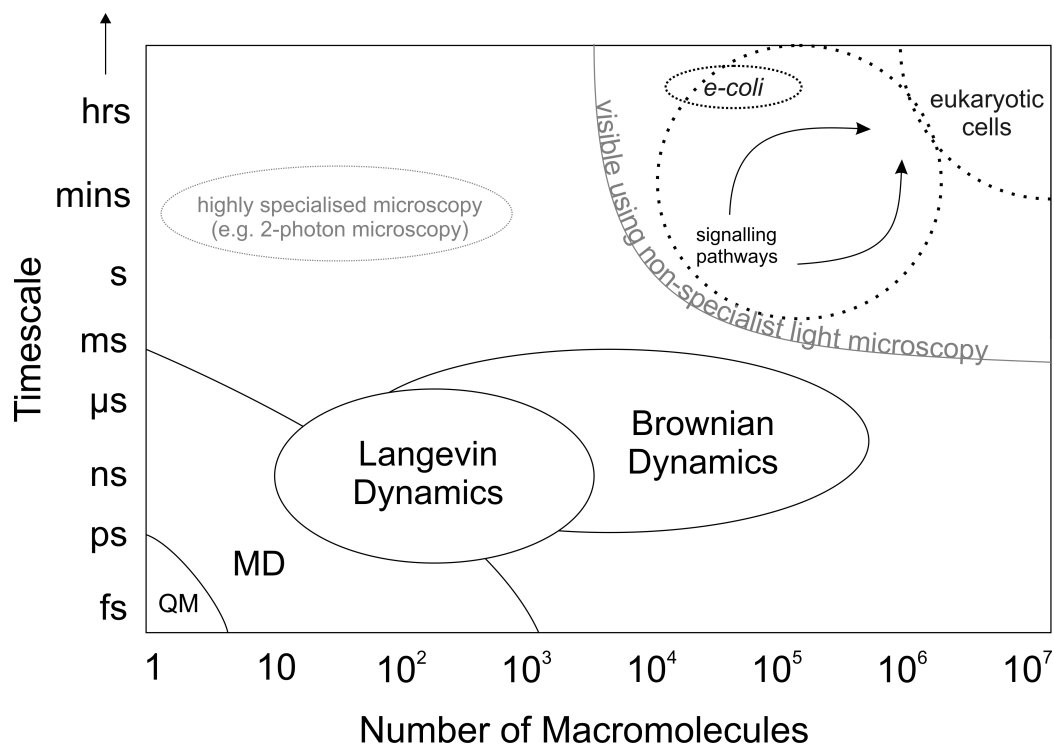 hrs
mins
s
ms
µs
ns
ps
fs
Timescale
e-coli
eukaryotic
cells
visible using non-specialist light microscopy
highly specialised microscopy
(e.g. 2-photon microscopy)
signalling
pathways
Brownian
Dynamics
Langevin
Dynamics
MD
QM
1 10 10² 10³ 10⁴ 10⁵ 10⁶ 10⁷
Number of Macromolecules